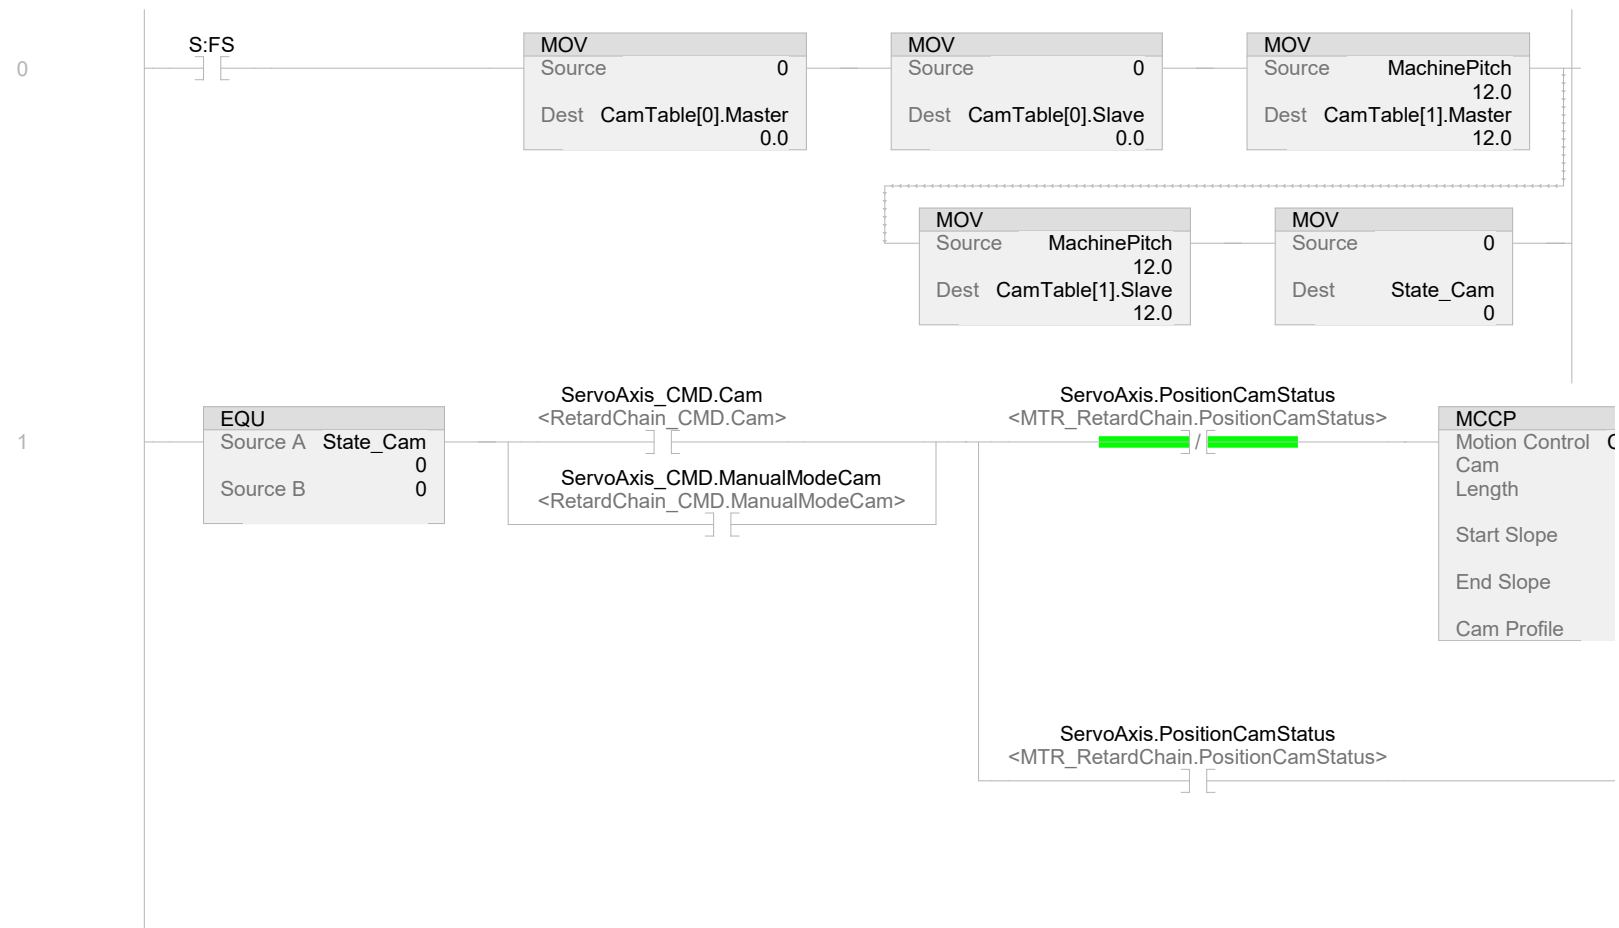 S:FS
0
MOV
Source 0
Dest CamTable[0].Master
0.0
MOV
Source 0
Dest CamTable[0].Slave
0.0
MOV
Source MachinePitch
12.0
Dest CamTable[1].Master
12.0
MOV
Source MachinePitch
12.0
Dest CamTable[1].Slave
12.0
MOV
Source 0
Dest State_Cam
0
1
EQU
Source A State_Cam
0
Source B 0
ServoAxis_CMD.Cam
<RetardChain_CMD.Cam>
ServoAxis_CMD.ManualModeCam
<RetardChain_CMD.ManualModeCam>
ServoAxis.PositionCamStatus
<MTR_RetardChain.PositionCamStatus>
/
MCCP
Motion Control
Cam
Length
Start Slope
End Slope
Cam Profile
ServoAxis.PositionCamStatus
<MTR_RetardChain.PositionCamStatus>